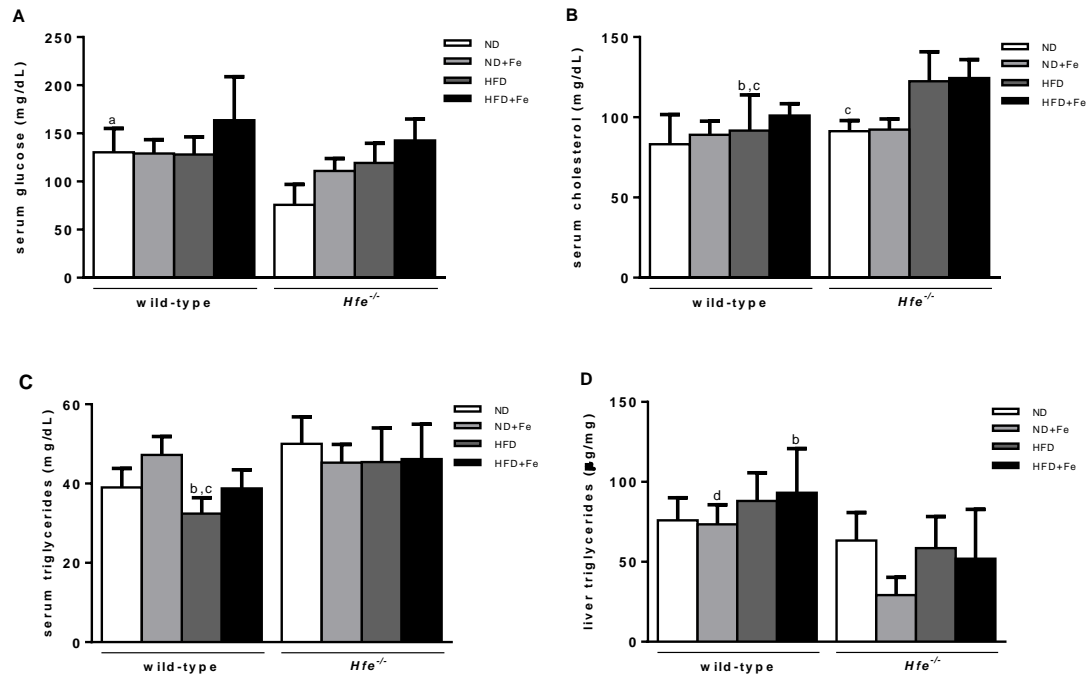 A
serum glucose (mg/dL)
250
200
150
100
50
0
a
ND
ND+Fe
HFD
HFD+Fe
wild-type
Hfe-/-
B
serum cholesterol (mg/dL)
150
100
50
0
b,c
c
ND
ND+Fe
HFD
HFD+Fe
wild-type
Hfe-/-
C
serum triglycerides (mg/dL)
60
40
20
0
b,c
ND
ND+Fe
HFD
HFD+Fe
wild-type
Hfe-/-
D
liver triglycerides (µg/mg)
150
100
50
0
d
b
ND
ND+Fe
HFD
HFD+Fe
wild-type
Hfe-/-